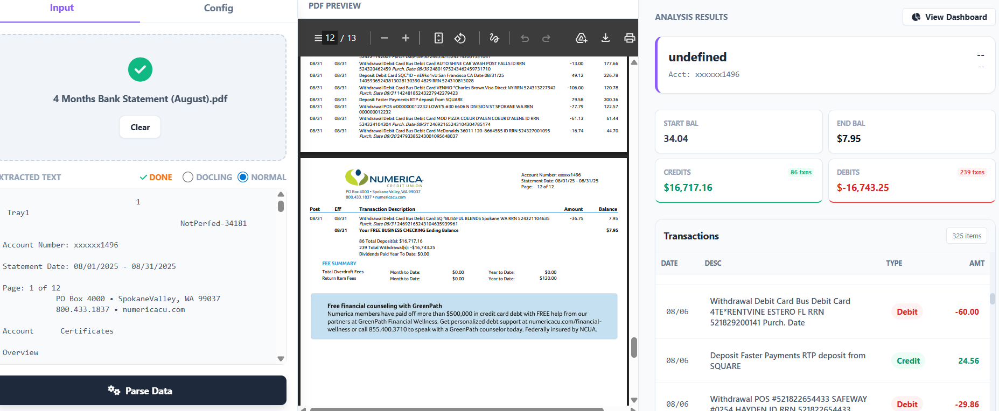 Input
Config
4 Months Bank Statement (August).pdf
Clear
XTRACTED TEXT
DONE
DOCLING
NORMAL
1
Tray1
NotPerfed-34181
Account Number: xxxxxx1496
Statement Date: 08/01/2025 - 08/31/2025
Page: 1 of 12
PO Box 4000 • SpokaneValley, WA 99037
800.433.1837 • numericacu.com
Account Certificates
Overview
Parse Data
PDF PREVIEW
12 / 13
08/31 08/31 Withdrawal Debit Card Bus Debit Card AUTO SHINE CAR WASH POST FALLS ID RRN -13.00 177.66
524320462459 Purch. Date 08/30 24801975243462459731710
08/31 08/31 Deposit Debit Card SQC*ID - nE9ko1vU San Francisco CA Date 08/31/25 49.12 226.78
14059365243813028130390 4829 RRN 524310813028
08/31 08/31 Withdrawal Debit Card Bus Debit Card VENMO *Charles Brown Visa Direct NY RRN 524313227942 -106.00 120.78
Purch. Date 08/31 14248185243227942279423
08/31 08/31 Deposit Faster Payments RTP deposit from SQUARE 79.58 200.36
08/31 08/31 Withdrawal POS #000000012232 LOWE'S #30 6606 N DIVISION ST SPOKANE WA RRN -77.79 122.57
000000012232
08/31 08/31 Withdrawal Debit Card Bus Debit Card MOD PIZZA COEUR D'ALEN COEUR D'ALENE ID RRN -61.13 61.44
524324104304 Purch. Date 08/31 24692165243104304785174
08/31 08/31 Withdrawal Debit Card Bus Debit Card McDonalds 36011 120-8664555 ID RRN 524327001095 -16.74 44.70
Purch. Date 08/30 24793385243001095648037
NUMERICA
CREDIT UNION
PO Box 4000 • Spokane Valley, WA 99037
800.433.1837 • numericacu.com
Account Number: xxxxxx1496
Statement Date: 08/01/25 - 08/31/25
Page: 12 of 12
Post Eff Transaction Description Amount Balance
08/31 08/31 Withdrawal Debit Card Bus Debit Card SQ *BLISSFUL BLENDS Spokane WA RRN 524321104635 -36.75 7.95
Purch. Date 08/31 24692165243104635939961
08/31 Your FREE BUSINESS CHECKING Ending Balance $7.95
86 Total Deposit(s): $16,717.16
239 Total Withdrawal(s): -$16,743.25
Dividends Paid Year To Date: $0.00
FEE SUMMARY
Total Overdraft Fees Month to Date: $0.00 Year to Date: $0.00
Return Item Fees Month to Date: $0.00 Year to Date: $120.00
Free financial counseling with GreenPath
Numerica members have paid off more than $500,000 in credit card debt with FREE help from our
partners at GreenPath Financial Wellness. Get personalized debt support at numericacu.com/financial-
wellness or call 855.400.3710 to speak with a GreenPath counselor today. Federally insured by NCUA.
ANALYSIS RESULTS
View Dashboard
undefined --
Acct: xxxxxx1496 --
START BAL
34.04
END BAL
$7.95
CREDITS 86 txns
$16,717.16
DEBITS 239 txns
$-16,743.25
Transactions 325 items
DATE DESC TYPE AMT
Withdrawal Debit Card Bus Debit Card
08/06 4TE*RENTVINE ESTERO FL RRN Debit -60.00
521829200141 Purch. Date
08/06 Deposit Faster Payments RTP deposit from Credit 24.56
SQUARE
08/06 Withdrawal POS #521822654433 SAFEWAY Debit -29.86
#0254 HAYDEN ID RRN 521822654433